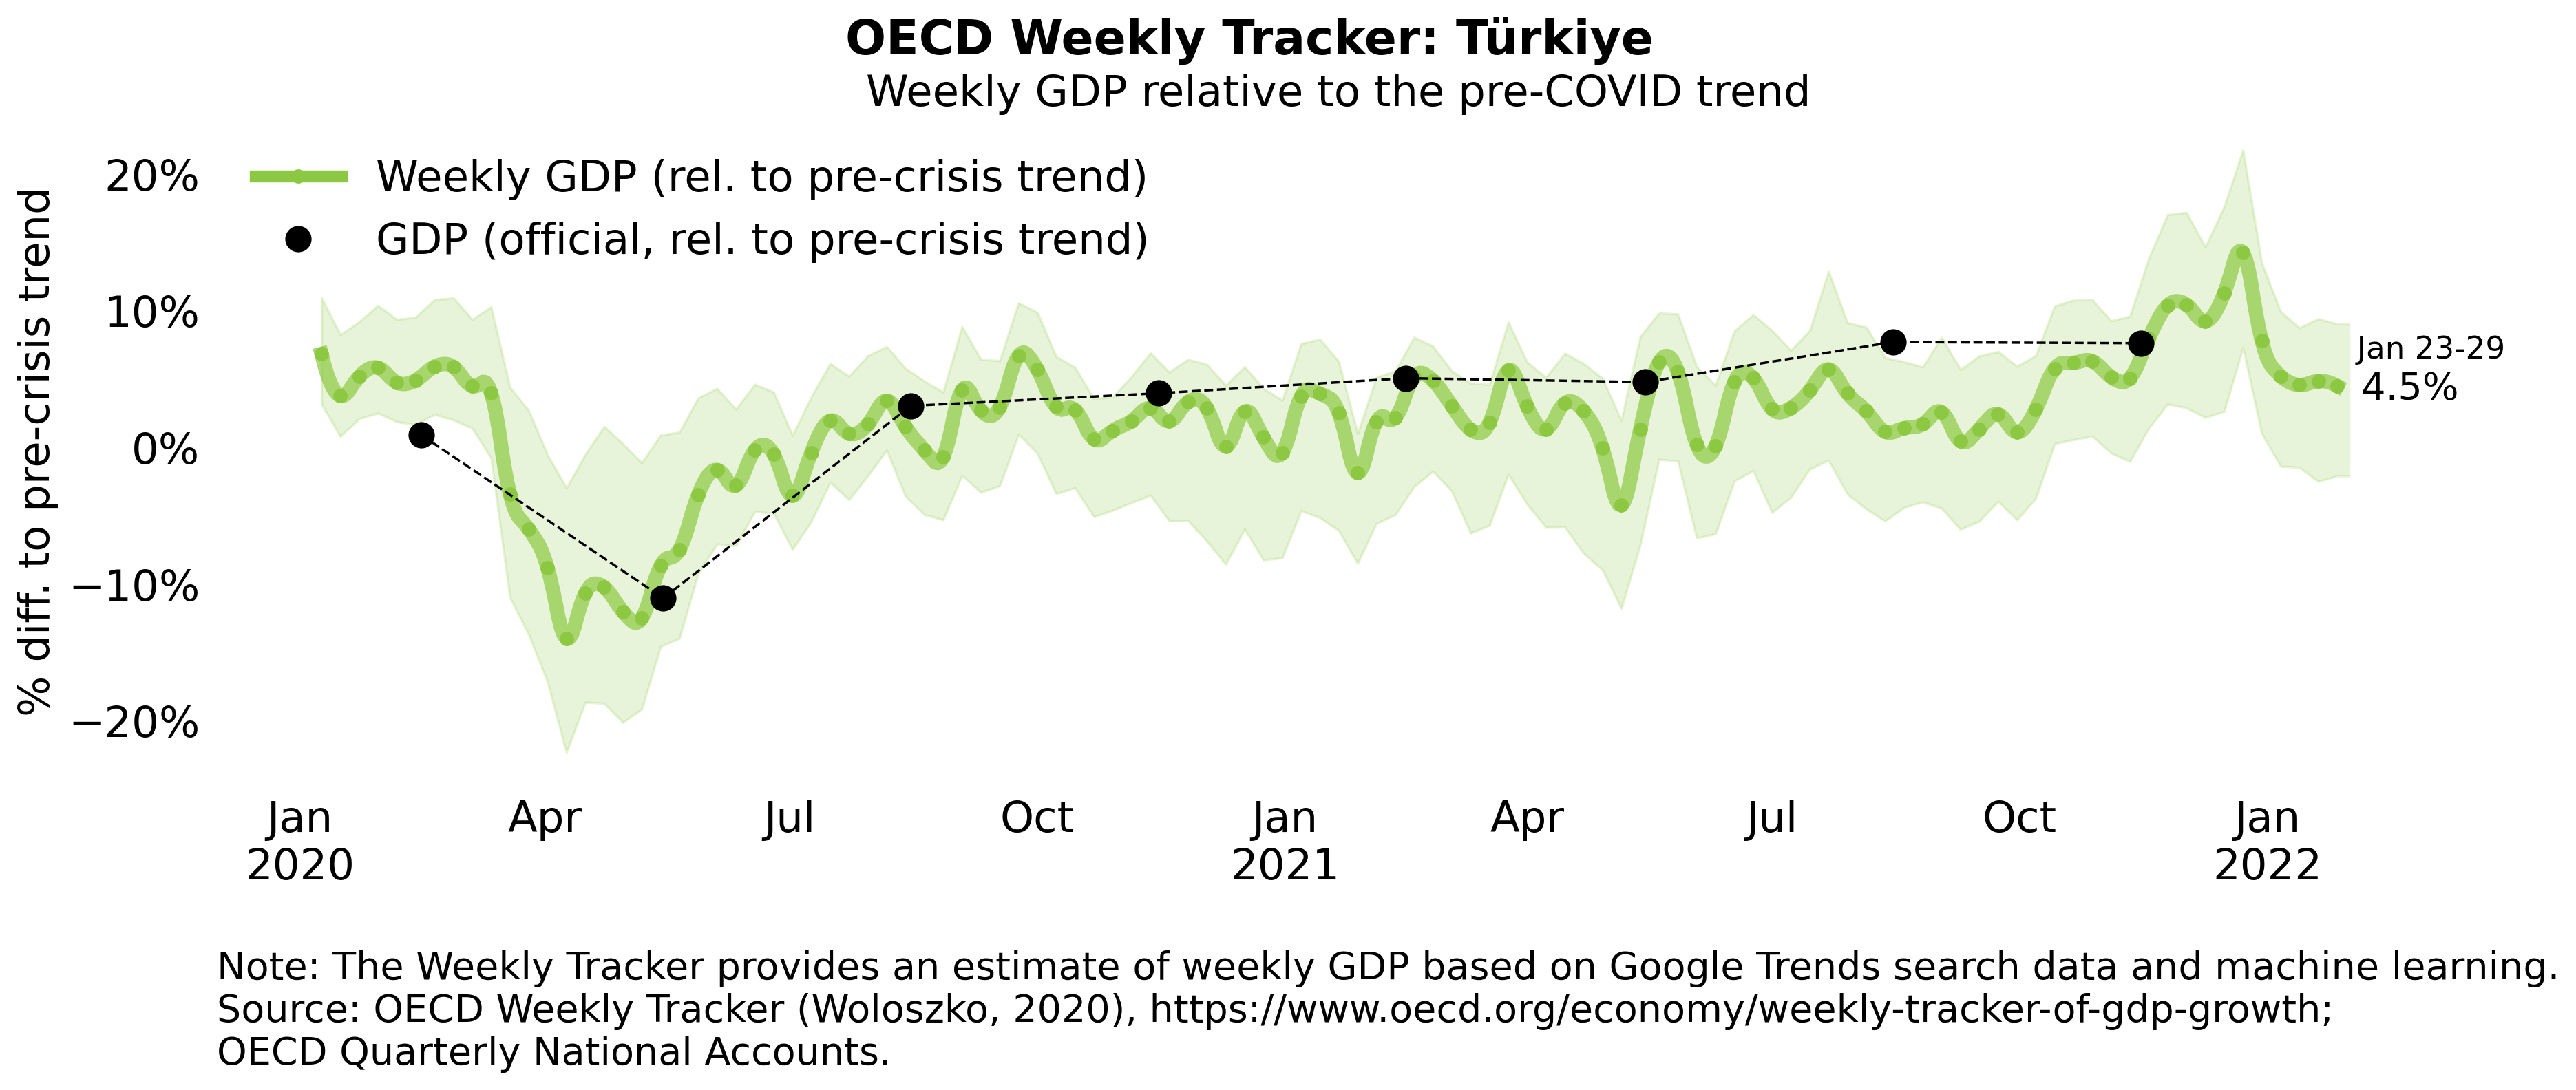 OECD Weekly Tracker: Türkiye
Weekly GDP relative to the pre-COVID trend
% diff. to pre-crisis trend
20%
10%
0%
−10%
−20%
Weekly GDP (rel. to pre-crisis trend)
GDP (official, rel. to pre-crisis trend)
Jan 23-29
4.5%
Jan Apr Jul Oct Jan Apr Jul Oct Jan
2020 2021 2022
Note: The Weekly Tracker provides an estimate of weekly GDP based on Google Trends search data and machine learning.
Source: OECD Weekly Tracker (Woloszko, 2020), https://www.oecd.org/economy/weekly-tracker-of-gdp-growth;
OECD Quarterly National Accounts.